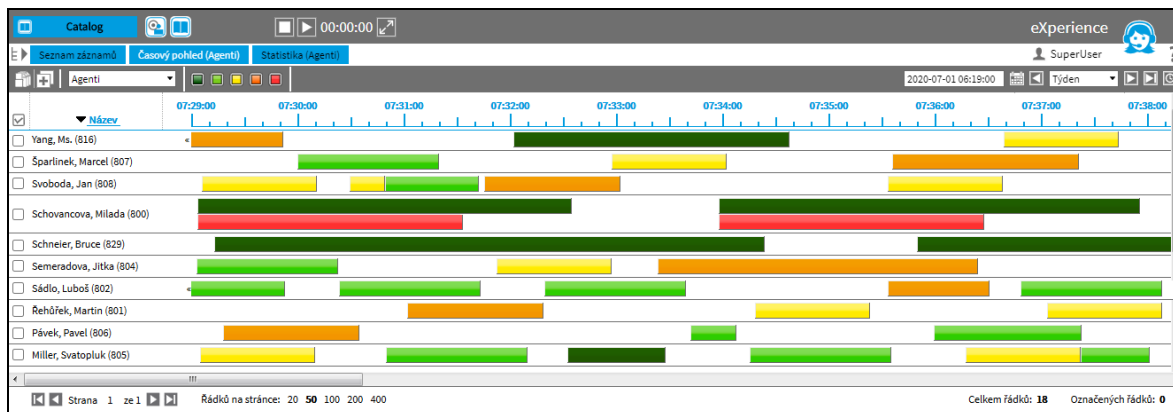 Catalog 00:00:00 eXperience
Seznam záznamů Časový pohled (Agenti) Statistika (Agenti) SuperUser
Agenti 2020-07-01 06:19:00 Týden
07:29:00 07:30:00 07:31:00 07:32:00 07:33:00 07:34:00 07:35:00 07:36:00 07:37:00 07:38:00
Název
Yang, Ms. (816)
Šparlinek, Marcel (807)
Svoboda, Jan (808)
Schovancova, Milada (800)
Schneier, Bruce (829)
Semeradova, Jitka (804)
Sádlo, Luboš (802)
Řehůřek, Martin (801)
Pávek, Pavel (806)
Miller, Svatopluk (805)
Strana 1 ze 1 Řádků na stránce: 20 50 100 200 400 Celkem řádků: 18 Označených řádků: 0